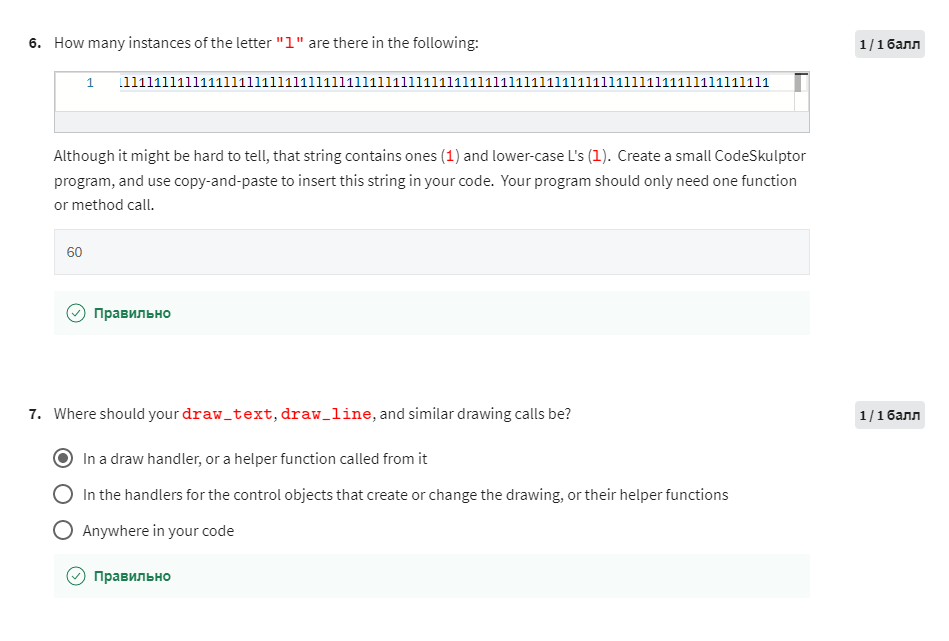 6. How many instances of the letter "l" are there in the following:
1 / 1 балл
1
Although it might be hard to tell, that string contains ones (1) and lower-case L's (l). Create a small CodeSkulptor
program, and use copy-and-paste to insert this string in your code. Your program should only need one function
or method call.
60
Правильно
7. Where should your draw_text, draw_line, and similar drawing calls be?
1 / 1 балл
In a draw handler, or a helper function called from it
In the handlers for the control objects that create or change the drawing, or their helper functions
Anywhere in your code
Правильно